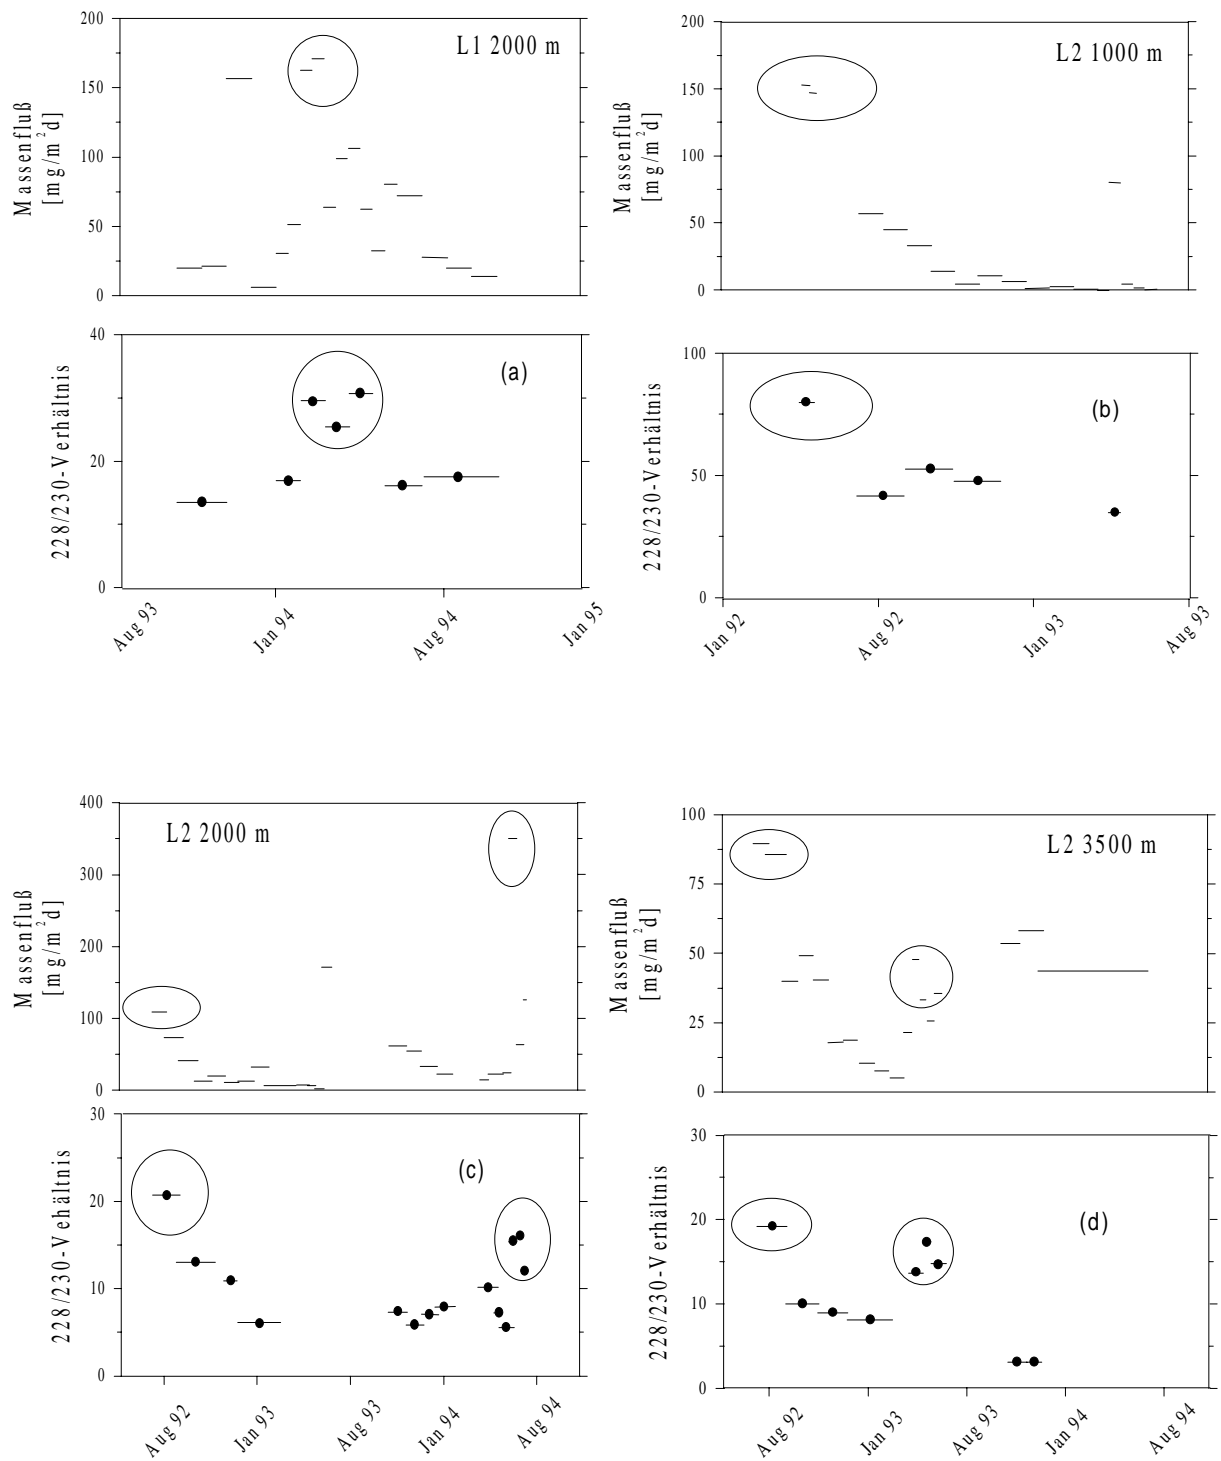 L1 2000 m
Massenfluß
[mg/m²d]
200
150
100
50
0
L2 1000 m
Massenfluß
[mg/m²d]
200
150
100
50
0
(a)
228/230-Verhältnis
40
30
20
10
0
Aug 93
Jan 94
Aug 94
Jan 95
(b)
228/230-Verhältnis
100
75
50
25
0
Jan 92
Aug 92
Jan 93
Aug 93
L2 2000 m
Massenfluß
[mg/m²d]
400
300
200
100
0
L2 3500 m
Massenfluß
[mg/m²d]
100
75
50
25
0
(c)
228/230-Vehältnis
30
20
10
0
Aug 92
Jan 93
Aug 93
Jan 94
Aug 94
(d)
228/230-Verhältnis
30
20
10
0
Aug 92
Jan 93
Aug 93
Jan 94
Aug 94